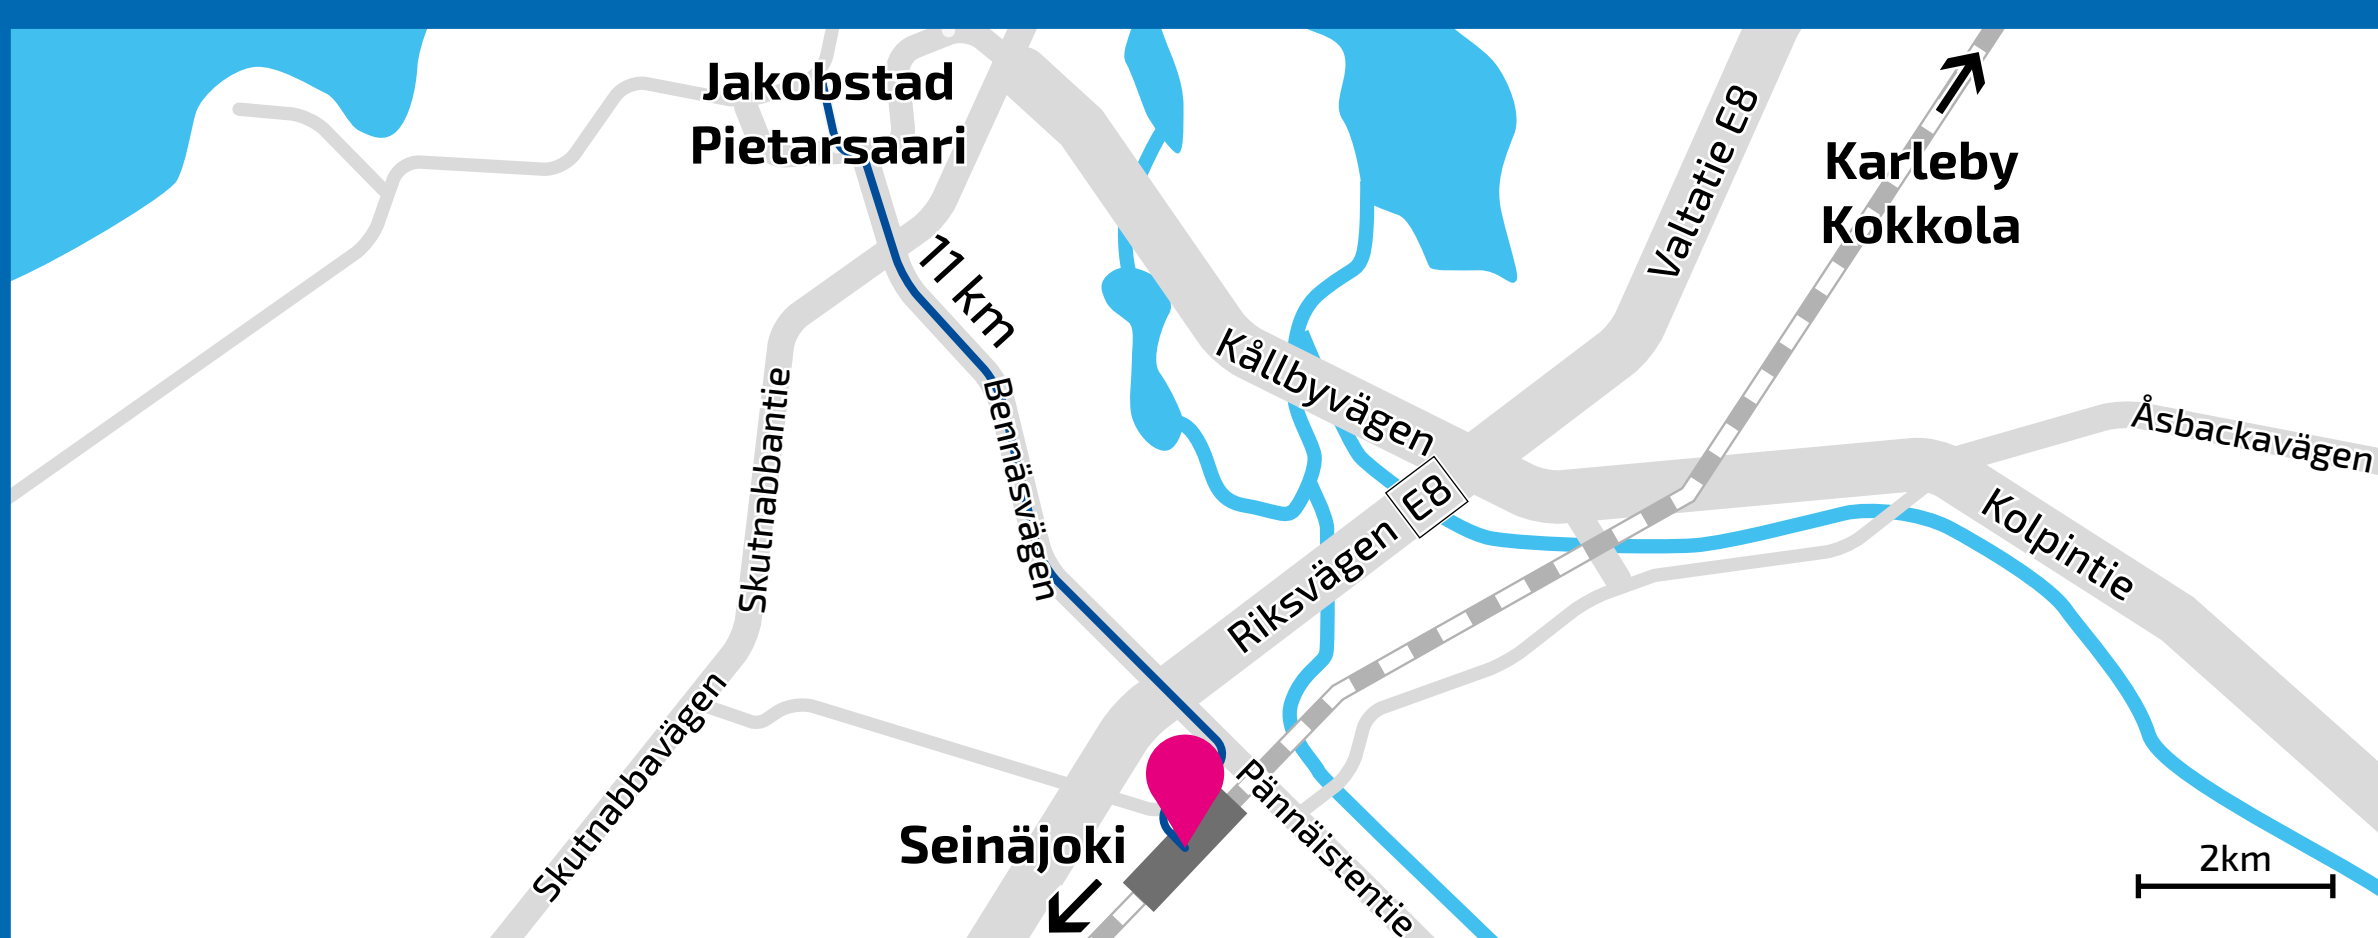 Jakobstad
Pietarsaari
Karleby
Kokkola
Valtatie E8
11 km
Kållbyvägen
Bennäsvägen
Skutnabbantie
Åsbackavägen
E8
Riksvägen
Kolpintie
Skutnabbavägen
Pännäistentie
Seinäjoki
2km